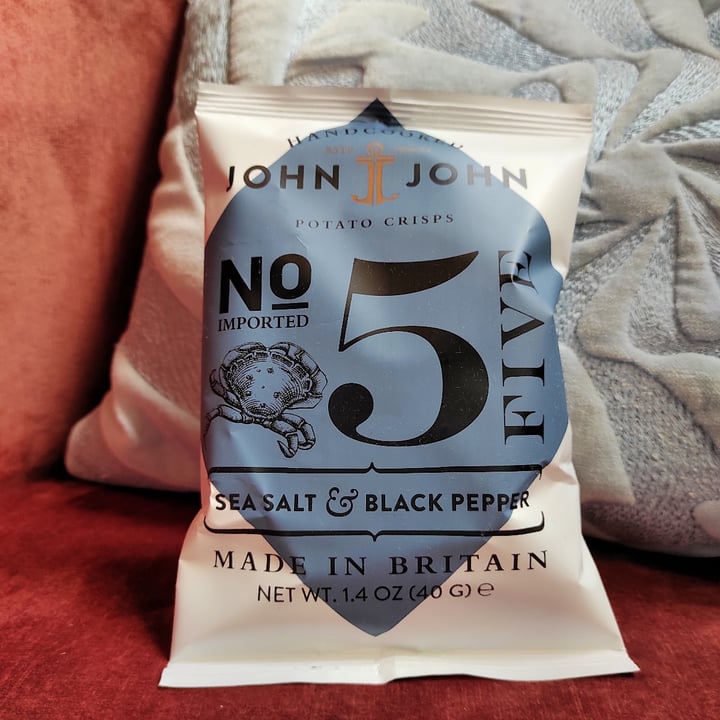 HANDCOOKED
ESTD
JOHN JOHN
POTATO CRISPS
No
IMPORTED
5
FIVE
SEA SALT & BLACK PEPPER
MADE IN BRITAIN
NET WT. 1.4 OZ (40 G) ℮